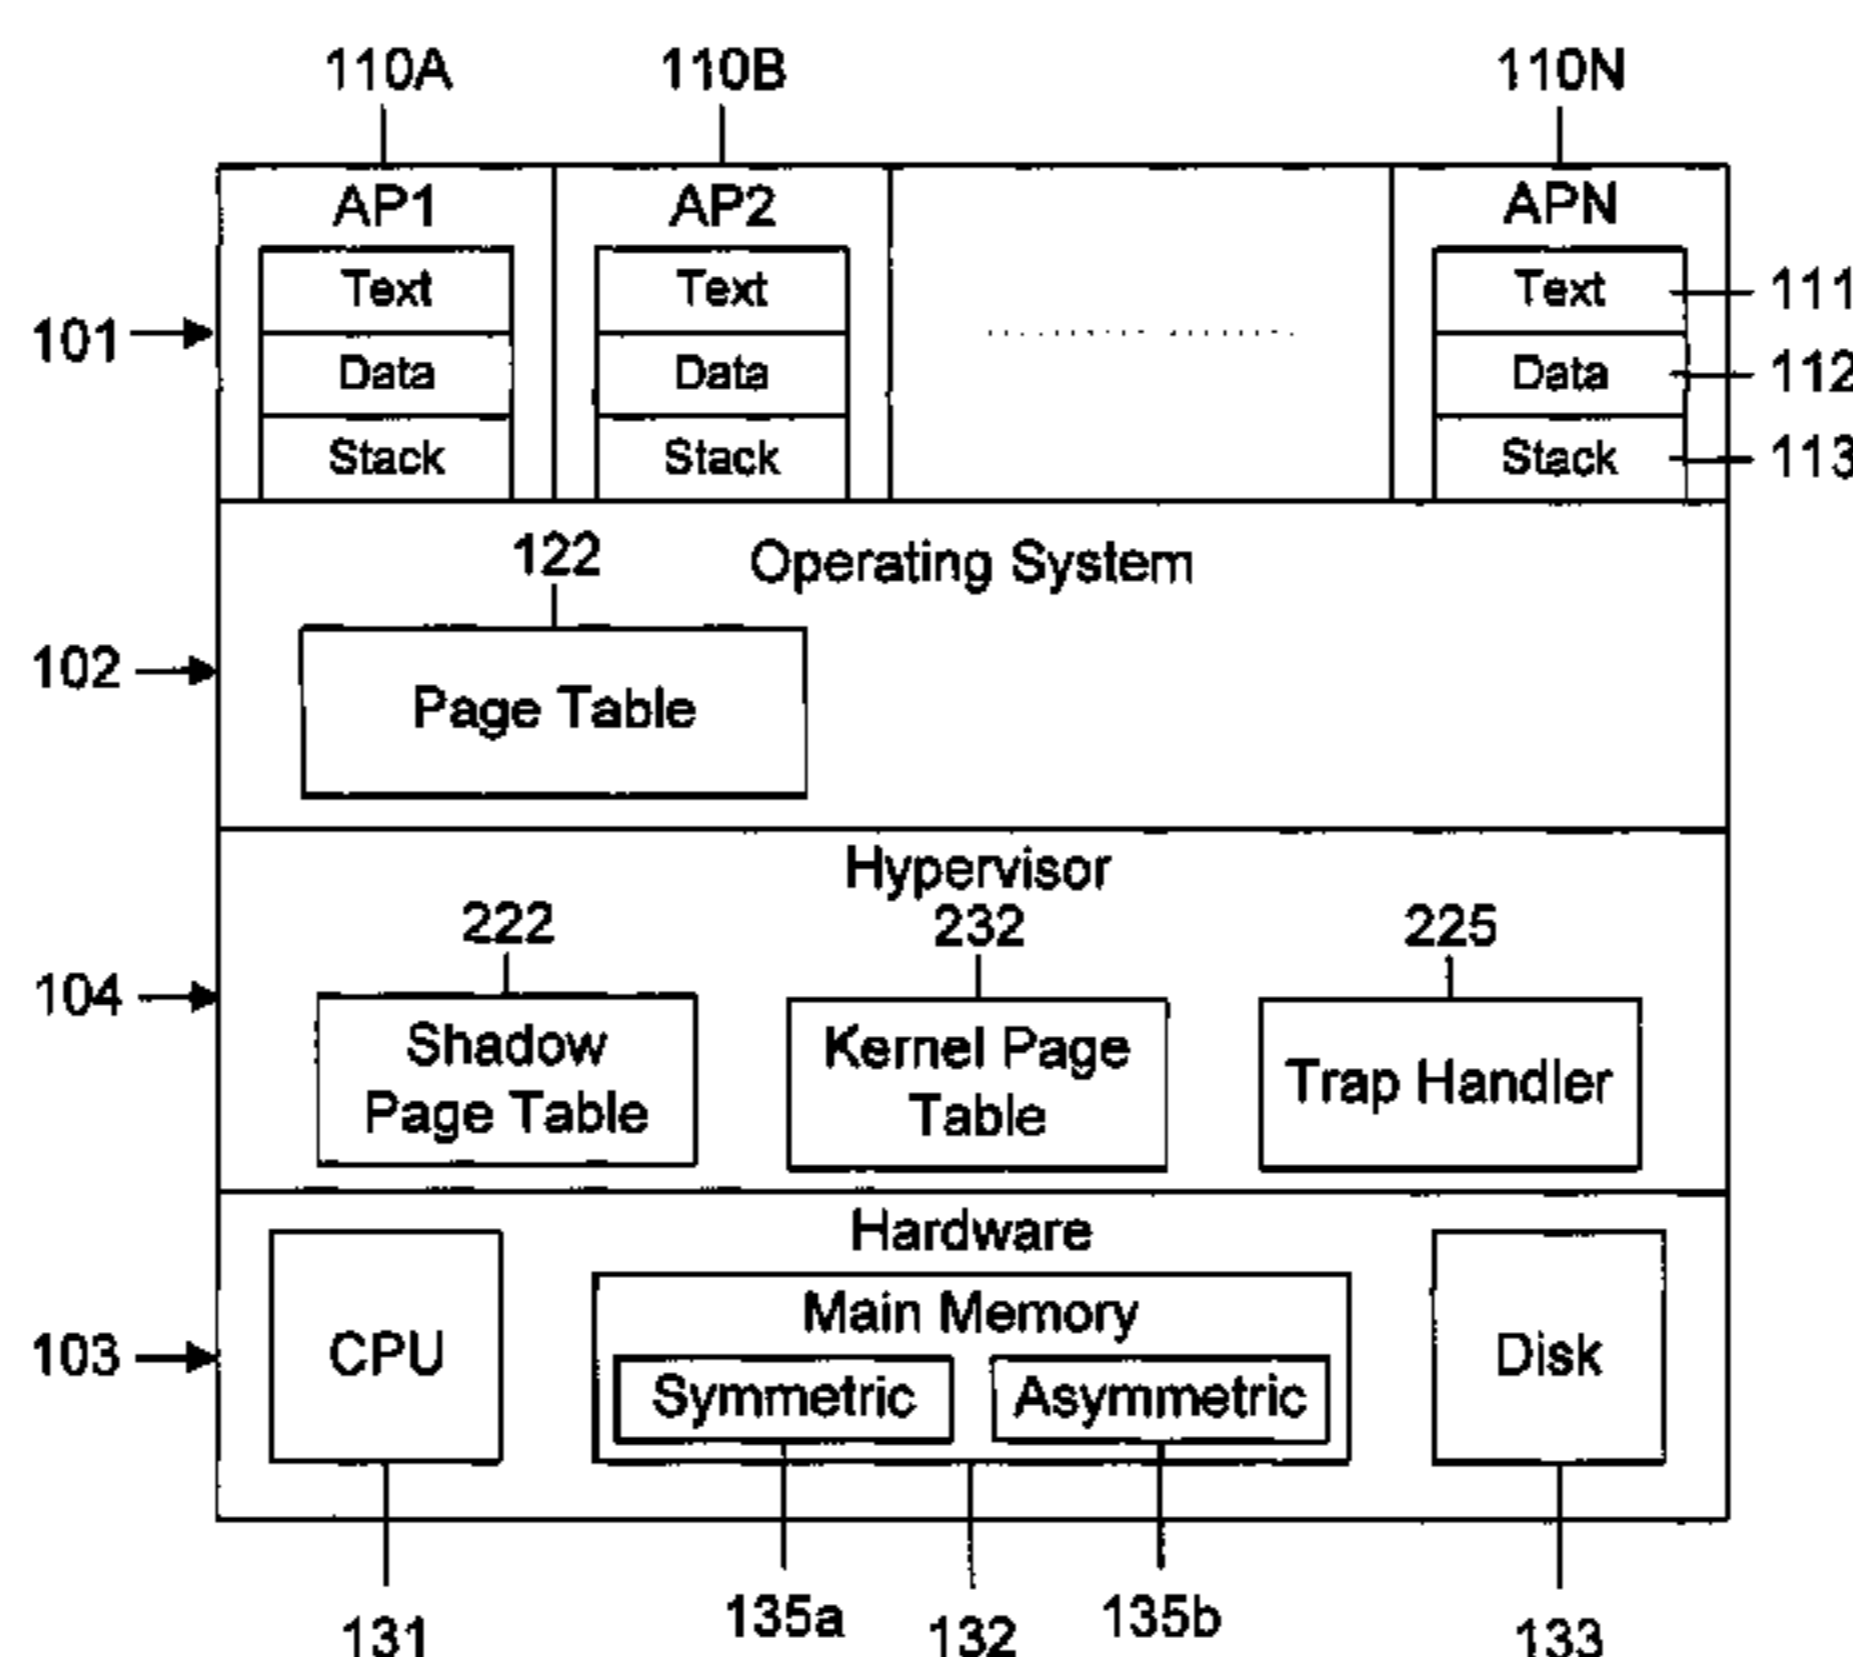 110A 110B 110N
AP1 AP2 APN
Text Text Text 111
101
Data Data Data 112
Stack Stack Stack 113
122 Operating System
102
Page Table
Hypervisor
222 232 225
104
Shadow Page Table
Kernel Page Table
Trap Handler
Hardware
Main Memory
103
CPU
Symmetric Asymmetric
Disk
131 135a 132 135b 133